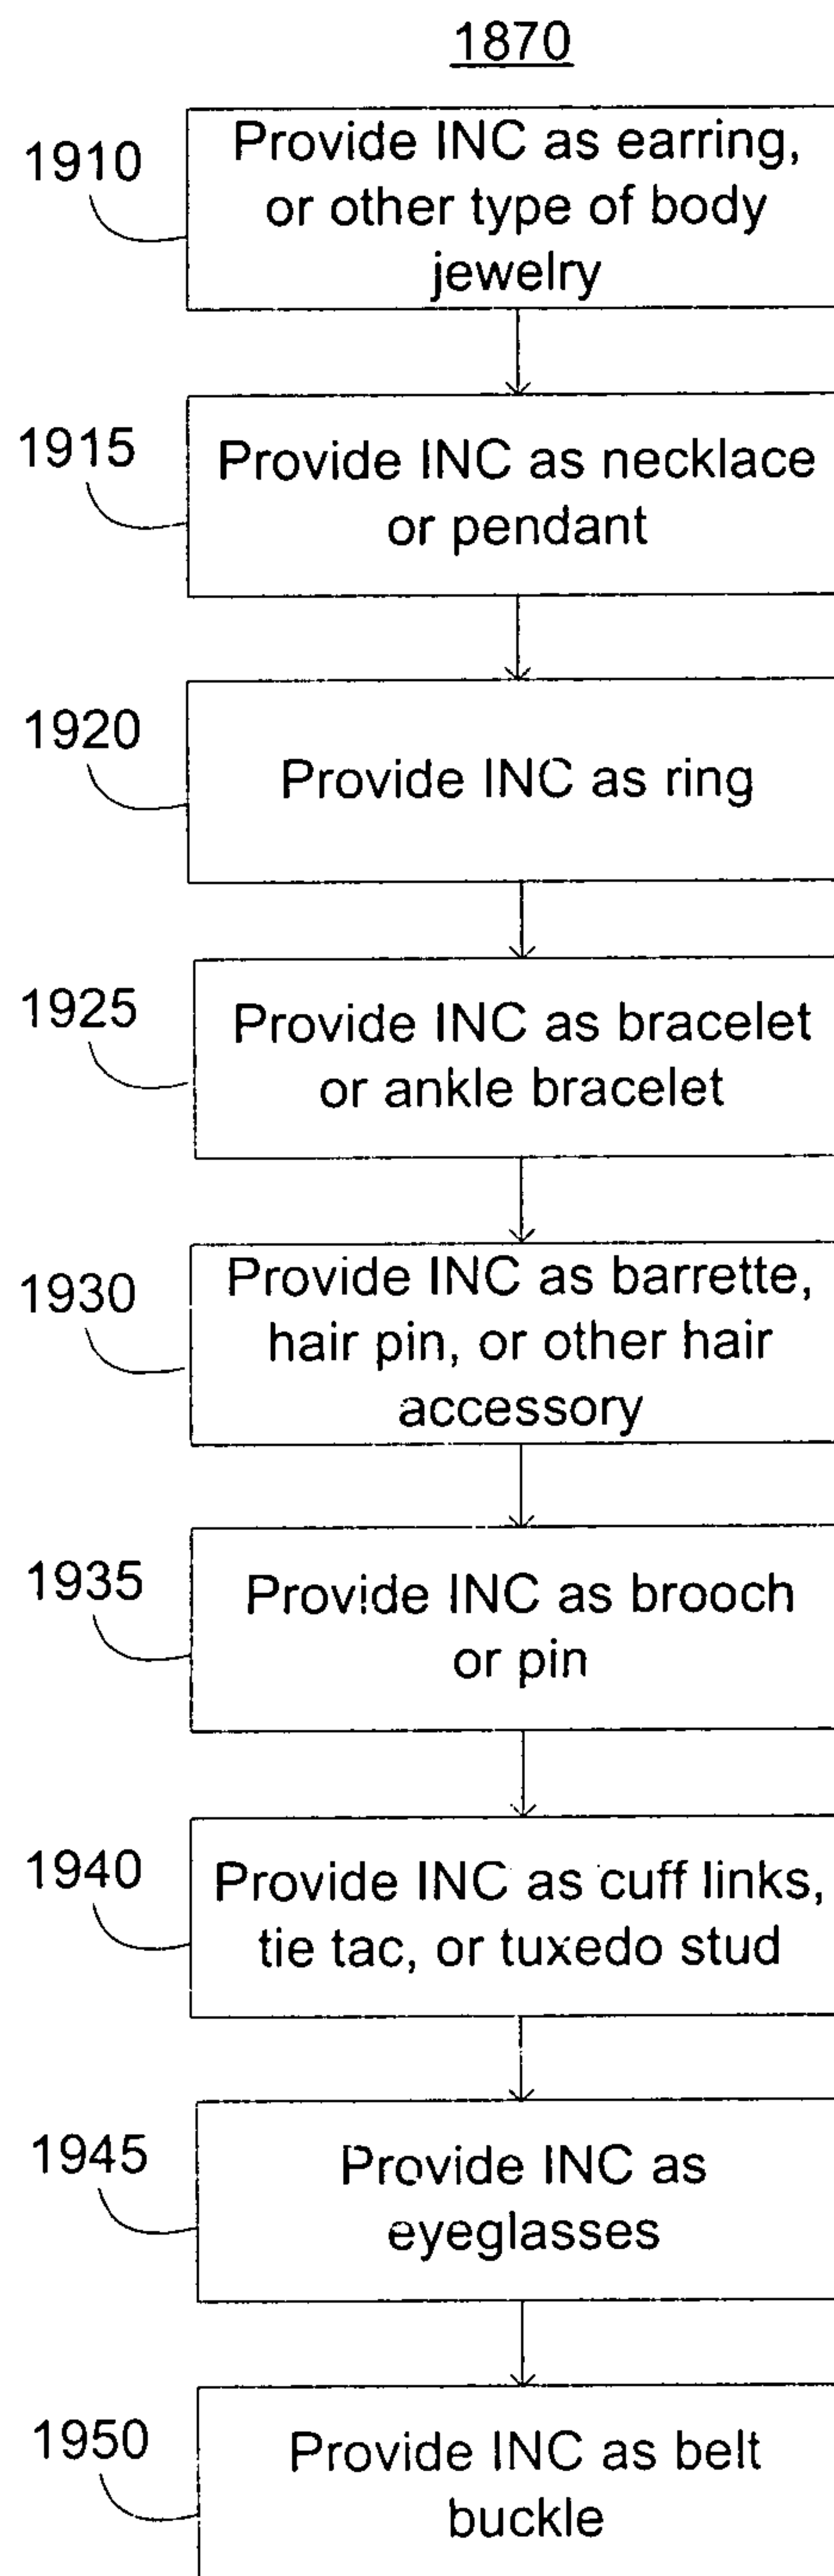 1870
1910
Provide INC as earring,
or other type of body
jewelry
1915
Provide INC as necklace
or pendant
1920
Provide INC as ring
1925
Provide INC as bracelet
or ankle bracelet
1930
Provide INC as barrette,
hair pin, or other hair
accessory
1935
Provide INC as brooch
or pin
1940
Provide INC as cuff links,
tie tac, or tuxedo stud
1945
Provide INC as
eyeglasses
1950
Provide INC as belt
buckle